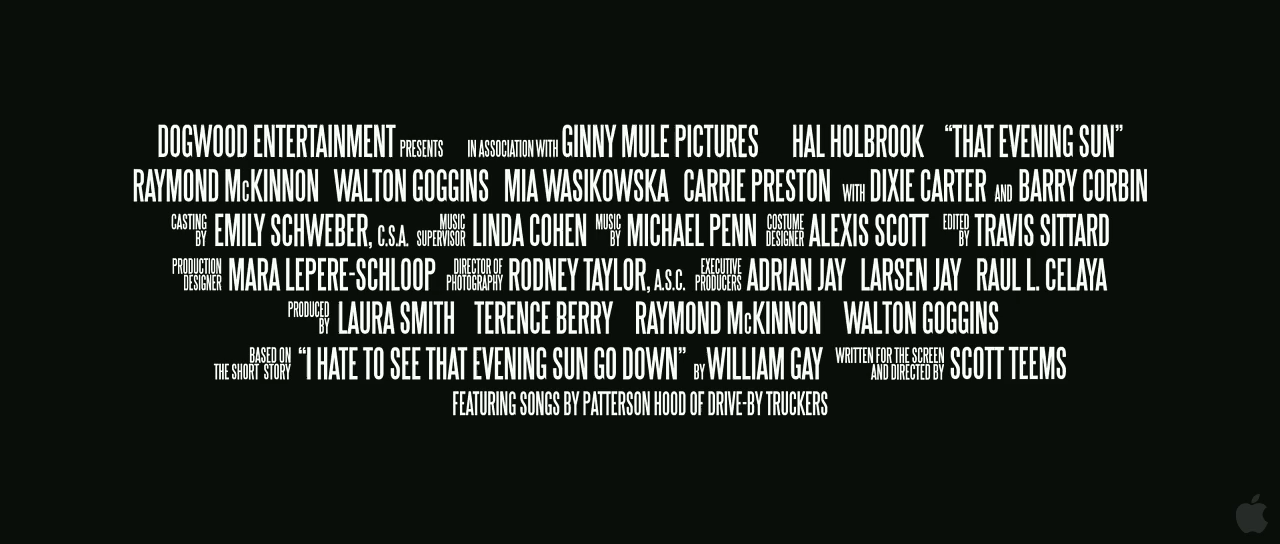 DOGWOOD ENTERTAINMENT PRESENTS IN ASSOCIATION WITH GINNY MULE PICTURES HAL HOLBROOK “THAT EVENING SUN”
RAYMOND McKINNON WALTON GOGGINS MIA WASIKOWSKA CARRIE PRESTON WITH DIXIE CARTER AND BARRY CORBIN
CASTING BY EMILY SCHWEBER, C.S.A. MUSIC SUPERVISOR LINDA COHEN MUSIC BY MICHAEL PENN COSTUME DESIGNER ALEXIS SCOTT EDITED BY TRAVIS SITTARD
PRODUCTION DESIGNER MARA LEPERE-SCHLOOP DIRECTOR OF PHOTOGRAPHY RODNEY TAYLOR, A.S.C. EXECUTIVE PRODUCERS ADRIAN JAY LARSEN JAY RAUL L. CELAYA
PRODUCED BY LAURA SMITH TERENCE BERRY RAYMOND McKINNON WALTON GOGGINS
BASED ON THE SHORT STORY “I HATE TO SEE THAT EVENING SUN GO DOWN” BY WILLIAM GAY WRITTEN FOR THE SCREEN AND DIRECTED BY SCOTT TEEMS
FEATURING SONGS BY PATTERSON HOOD OF DRIVE-BY TRUCKERS